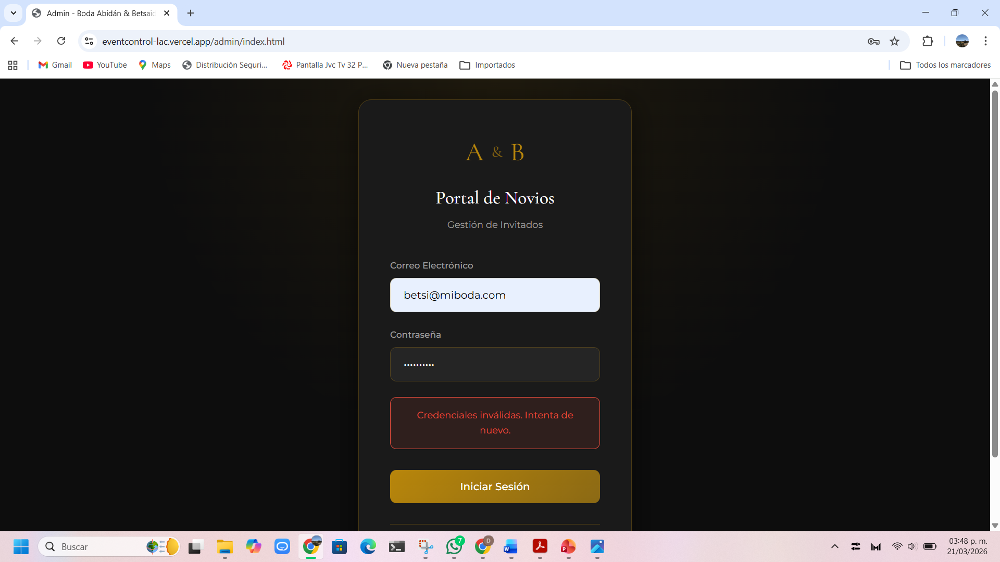 Admin - Boda Abidán & Betsaid
eventcontrol-lac.vercel.app/admin/index.html
Gmail
YouTube
Maps
Distribución Seguri...
Pantalla Jvc Tv 32 P...
Nueva pestaña
Importados
Todos los marcadores
A & B
Portal de Novios
Gestión de Invitados
Correo Electrónico
betsi@miboda.com
Contraseña
••••••••••
Credenciales inválidas. Intenta de
nuevo.
Iniciar Sesión
Buscar
7
D
03:48 p. m.
21/03/2026